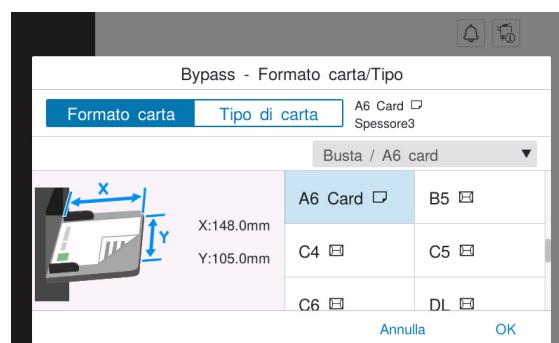 Bypass - Formato carta/Tipo
Formato carta
Tipo di carta
A6 Card
Spessore3
Busta / A6 card
X
Y
X:148.0mm
Y:105.0mm
A6 Card
B5
C4
C5
C6
DL
Annulla
OK